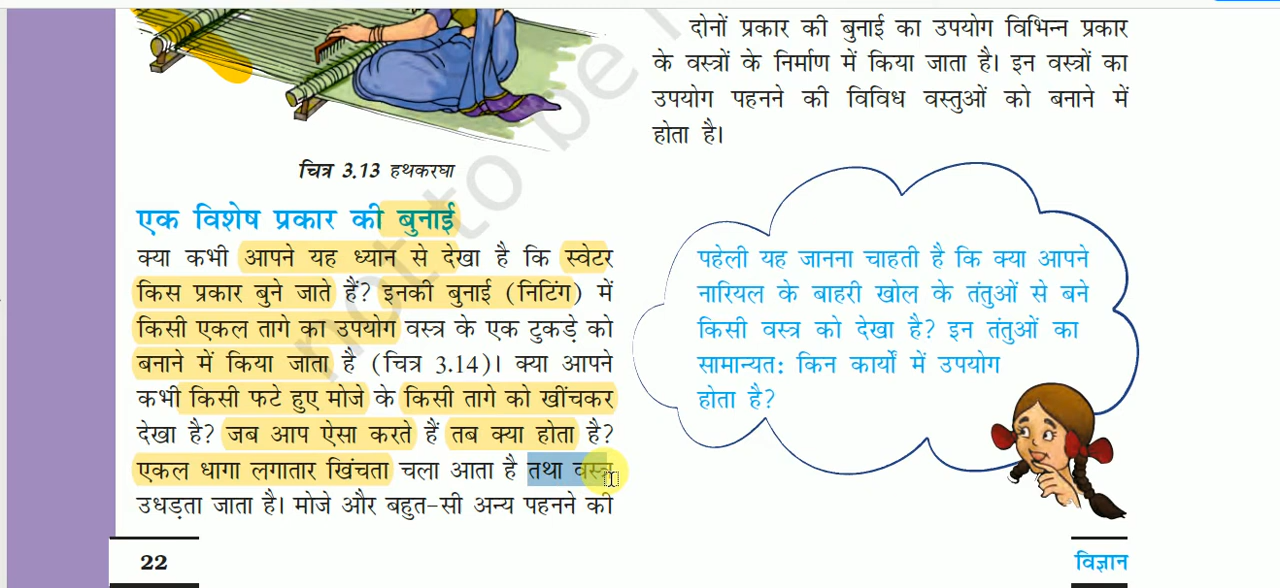 चित्र 3.13 हथकरघा
एक विशेष प्रकार की बुनाई
क्या कभी आपने यह ध्यान से देखा है कि स्वेटर
किस प्रकार बुने जाते हैं? इनकी बुनाई (निटिंग) में
किसी एकल तागे का उपयोग वस्त्र के एक टुकड़े को
बनाने में किया जाता है (चित्र 3.14)। क्या आपने
कभी किसी फटे हुए मोजे के किसी तागे को खींचकर
देखा है? जब आप ऐसा करते हैं तब क्या होता है?
एकल धागा लगातार खिंचता चला आता है तथा वस्त्र
उधड़ता जाता है। मोजे और बहुत-सी अन्य पहनने की
22
दोनों प्रकार की बुनाई का उपयोग विभिन्न प्रकार
के वस्त्रों के निर्माण में किया जाता है। इन वस्त्रों का
उपयोग पहनने की विविध वस्तुओं को बनाने में
होता है।
पहेली यह जानना चाहती है कि क्या आपने
नारियल के बाहरी खोल के तंतुओं से बने
किसी वस्त्र को देखा है? इन तंतुओं का
सामान्यत: किन कार्यों में उपयोग
होता है?
विज्ञान
not to be